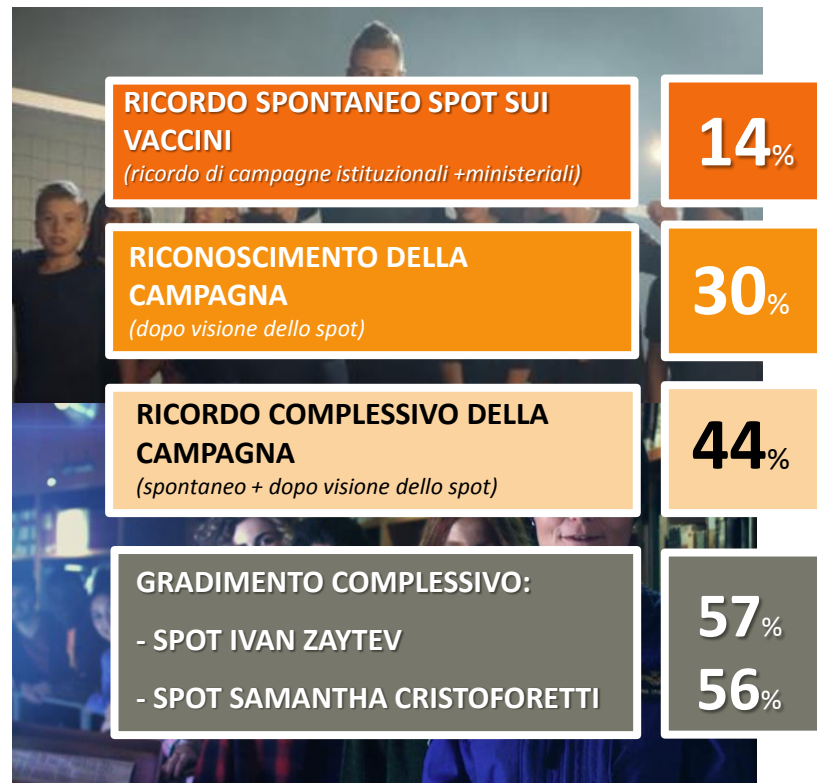 RICORDO SPONTANEO SPOT SUI
VACCINI
(ricordo di campagne istituzionali +ministeriali)
14%
RICONOSCIMENTO DELLA
CAMPAGNA
(dopo visione dello spot)
30%
RICORDO COMPLESSIVO DELLA
CAMPAGNA
(spontaneo + dopo visione dello spot)
44%
GRADIMENTO COMPLESSIVO:
- SPOT IVAN ZAYTEV
57%
- SPOT SAMANTHA CRISTOFORETTI
56%